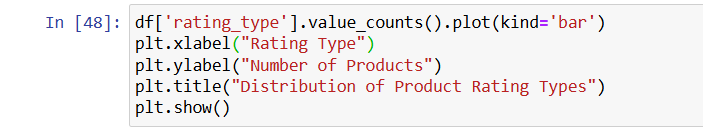 In [48]: df['rating_type'].value_counts().plot(kind='bar')
plt.xlabel("Rating Type")
plt.ylabel("Number of Products")
plt.title("Distribution of Product Rating Types")
plt.show()